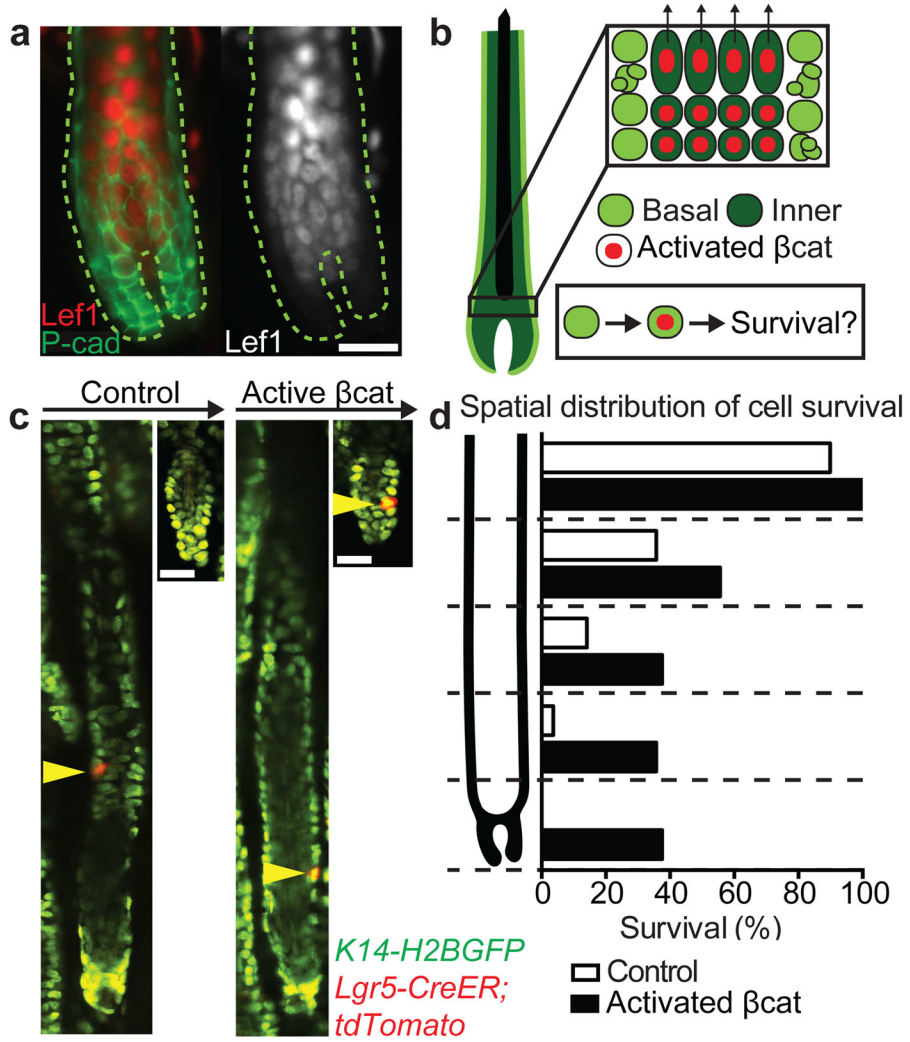 a
Lef1
P-cad
Lef1
b
Basal
Inner
Activated βcat
Survival?
c
Control
Active βcat
K14-H2BGFP
Lgr5-CreER;
tdTomato
d
Spatial distribution of cell survival
0 20 40 60 80 100
Survival (%)
Control
Activated βcat